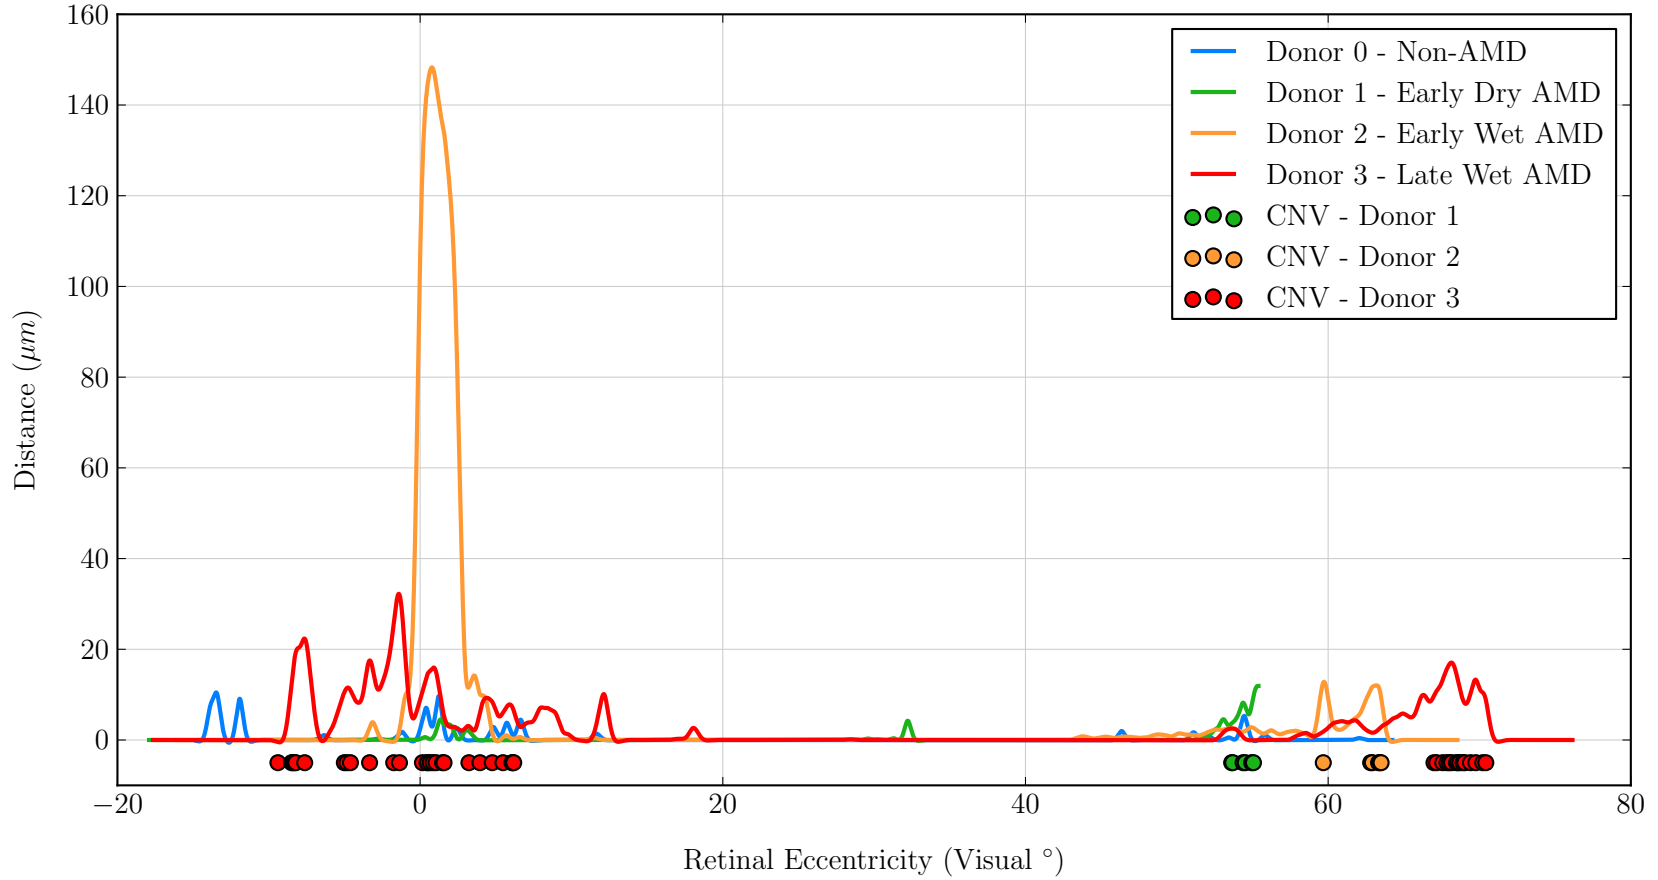 160
140
120
100
80
60
40
20
0
−20
0
20
40
60
80
Distance (μm)
Retinal Eccentricity (Visual °)
Donor 0 - Non-AMD
Donor 1 - Early Dry AMD
Donor 2 - Early Wet AMD
Donor 3 - Late Wet AMD
CNV - Donor 1
CNV - Donor 2
CNV - Donor 3